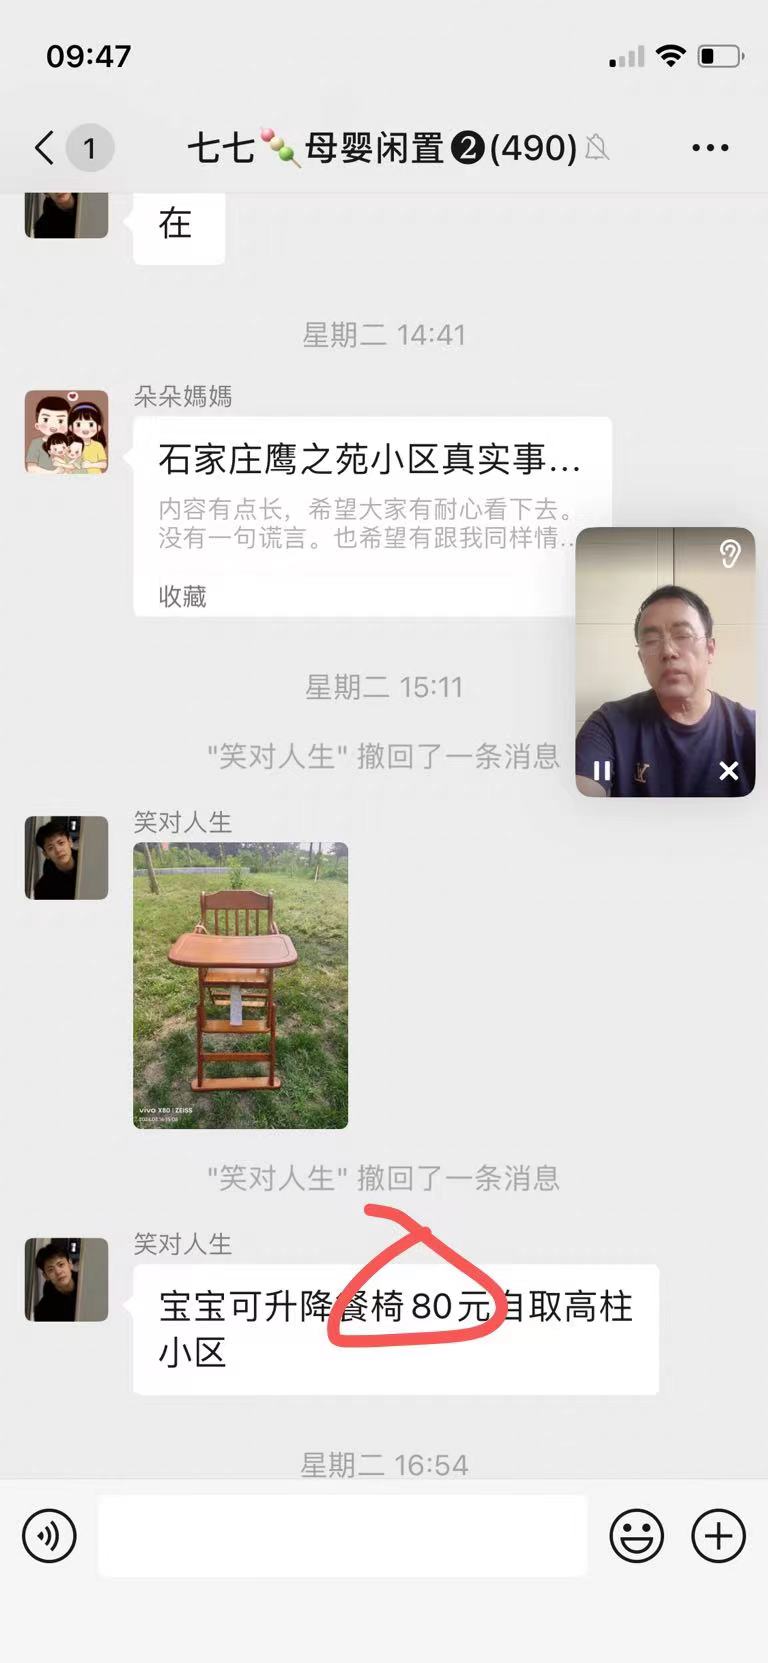 09:47
1
七七🍡母婴闲置❷(490)
在
星期二 14:41
朵朵媽媽
石家庄鹰之苑小区真实事...
内容有点长，希望大家有耐心看下去。
没有一句谎言。也希望有跟我同样情...
收藏
星期二 15:11
"笑对人生" 撤回了一条消息
笑对人生
vivo X80 | ZEISS
"笑对人生" 撤回了一条消息
笑对人生
宝宝可升降餐椅80元自取高柱
小区
星期二 16:54